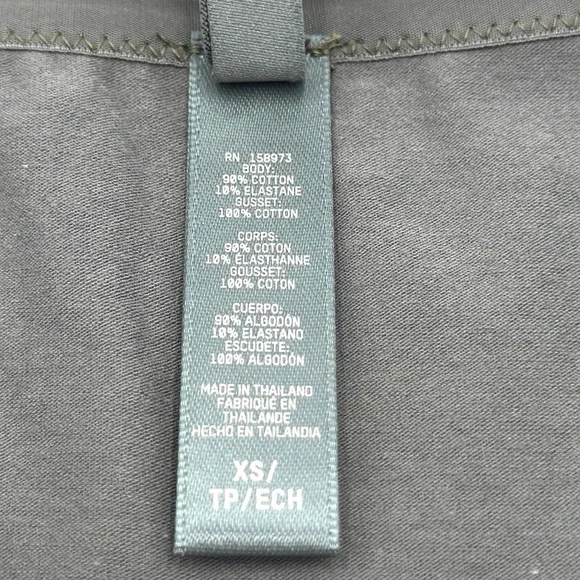 RN 158973
BODY:
90% COTTON
10% ELASTANE
GUSSET:
100% COTTON
CORPS:
90% COTON
10% ÉLASTHANNE
GOUSSET:
100% COTON
CUERPO:
90% ALGODÓN
10% ELASTANO
ESCUDETE:
100% ALGODÓN
MADE IN THAILAND
FABRIQUÉ EN
THAILANDE
HECHO EN TAILANDIA
XS/
TP/ECH